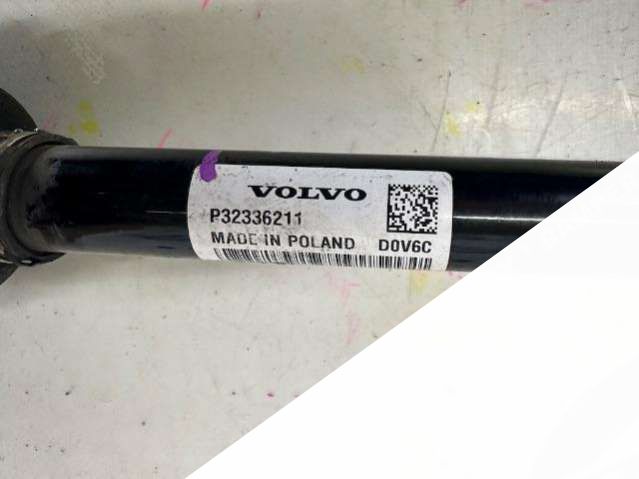 VOLVO
P32336211
MADE IN POLAND D0V6C